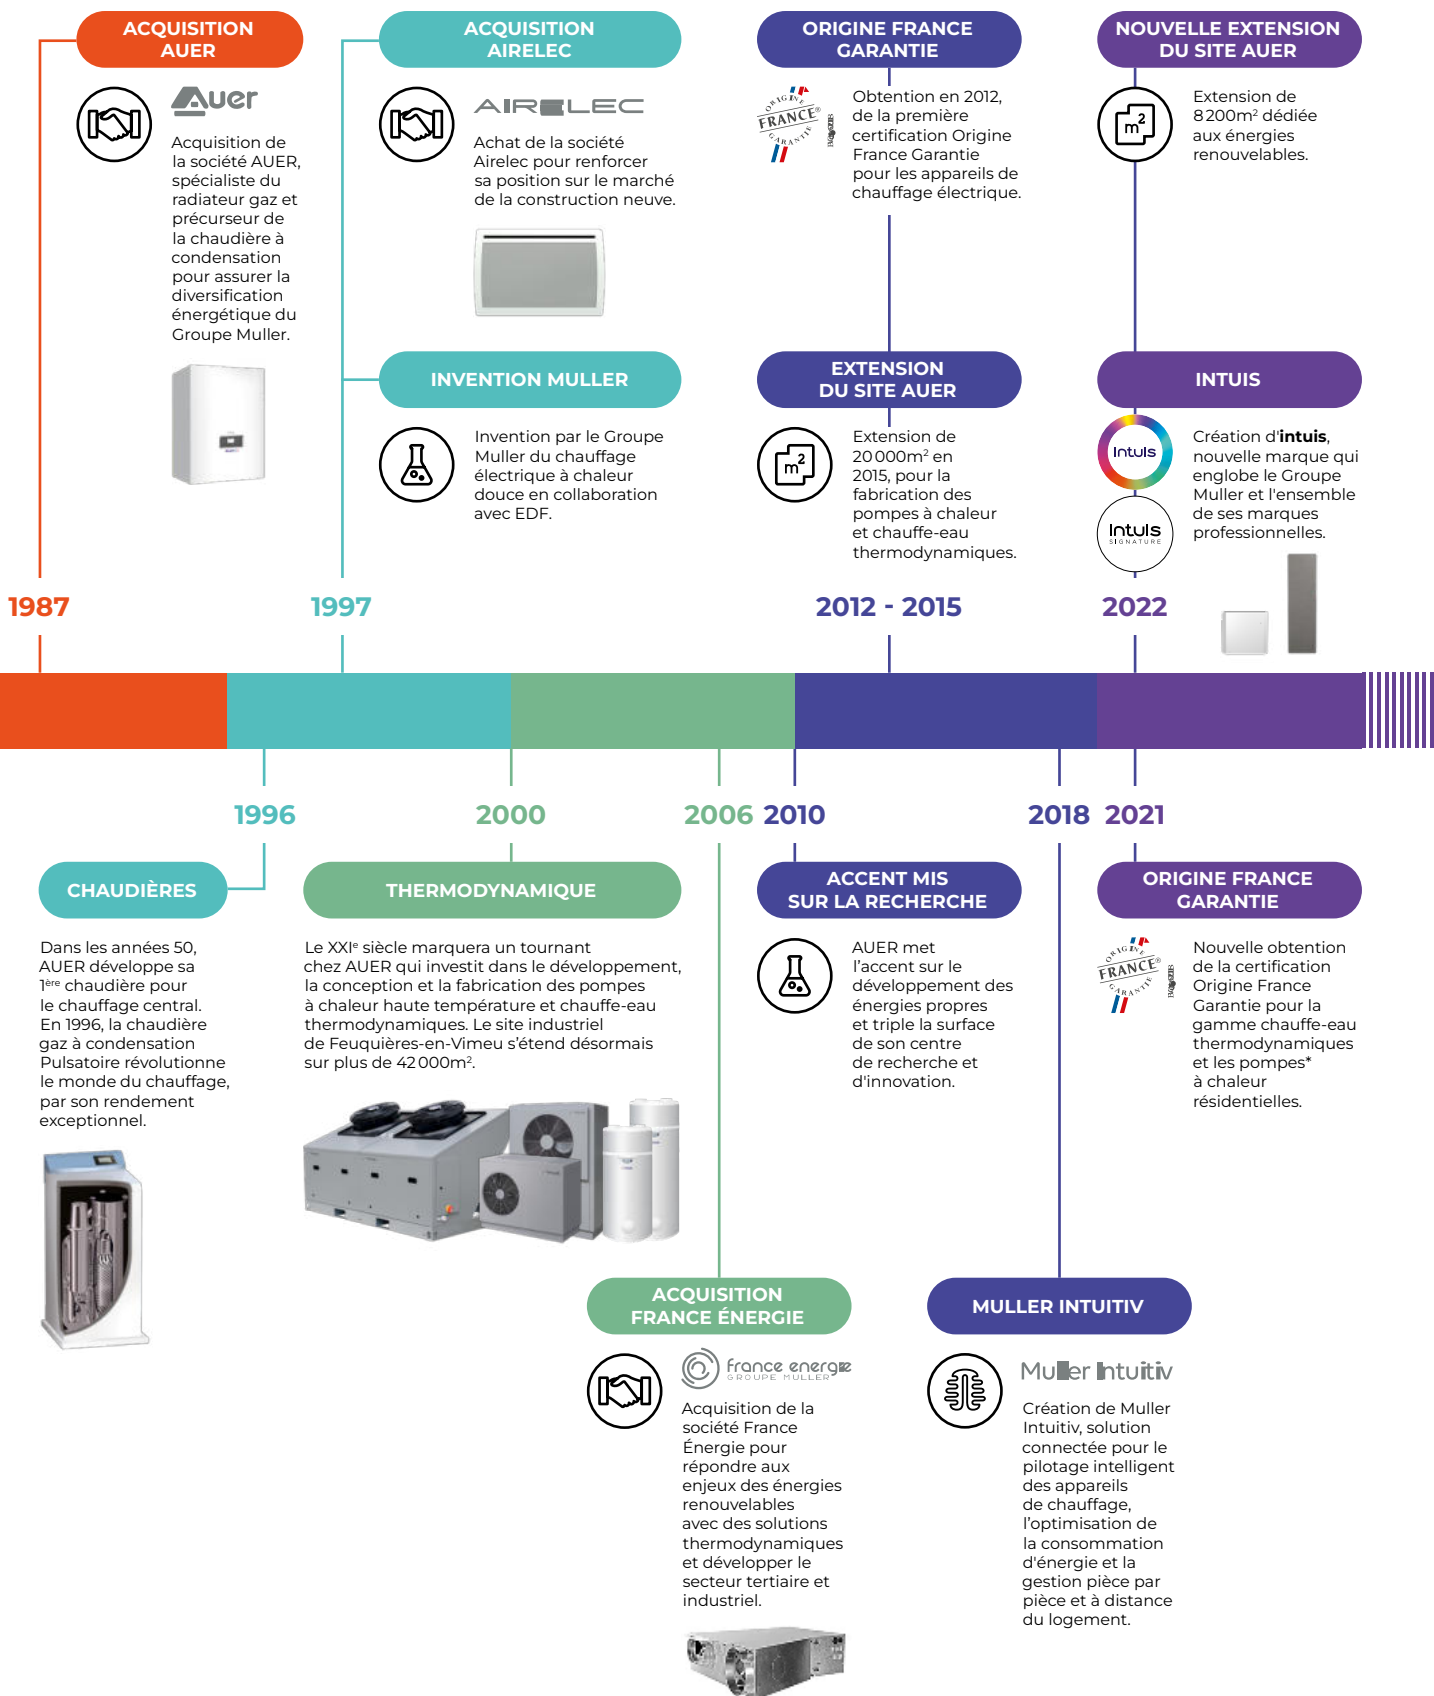 ACQUISITION
AUER
Auer
Acquisition de
la société AUER,
spécialiste du
radiateur gaz et
précurseur de
la chaudière à
condensation
pour assurer la
diversification
énergétique du
Groupe Muller.
1987
ACQUISITION
AIRELEC
AIRELEC
Achat de la société
Airelec pour renforcer
sa position sur le marché
de la construction neuve.
INVENTION MULLER
Invention par le Groupe
Muller du chauffage
électrique à chaleur
douce en collaboration
avec EDF.
1997
ORIGINE FRANCE
GARANTIE
ORIGINE
FRANCE®
GARANTIE
Obtention en 2012,
de la première
certification Origine
France Garantie
pour les appareils de
chauffage électrique.
EXTENSION
DU SITE AUER
m²
Extension de
20 000m² en
2015, pour la
fabrication des
pompes à chaleur
et chauffe-eau
thermodynamiques.
2012 - 2015
NOUVELLE EXTENSION
DU SITE AUER
m²
Extension de
8 200m² dédiée
aux énergies
renouvelables.
INTUIS
intuis
intuis
SIGNATURE
Création d'intuis,
nouvelle marque qui
englobe le Groupe
Muller et l'ensemble
de ses marques
professionnelles.
2022
1996
CHAUDIÈRES
Dans les années 50,
AUER développe sa
1ère chaudière pour
le chauffage central.
En 1996, la chaudière
gaz à condensation
Pulsatoire révolutionne
le monde du chauffage,
par son rendement
exceptionnel.
2000
THERMODYNAMIQUE
Le XXIe siècle marquera un tournant
chez AUER qui investit dans le développement,
la conception et la fabrication des pompes
à chaleur haute température et chauffe-eau
thermodynamiques. Le site industriel
de Feuquières-en-Vimeu s’étend désormais
sur plus de 42 000m².
2006
ACQUISITION
FRANCE ÉNERGIE
france energie
GROUPE MULLER
Acquisition de la
société France
Énergie pour
répondre aux
enjeux des énergies
renouvelables
avec des solutions
thermodynamiques
et développer le
secteur tertiaire et
industriel.
2010
ACCENT MIS
SUR LA RECHERCHE
AUER met
l’accent sur le
développement des
énergies propres
et triple la surface
de son centre
de recherche et
d'innovation.
2018
MULLER INTUITIV
Muller Intuitiv
Création de Muller
Intuitiv, solution
connectée pour le
pilotage intelligent
des appareils
de chauffage,
l’optimisation de
la consommation
d'énergie et la
gestion pièce par
pièce et à distance
du logement.
2021
ORIGINE FRANCE
GARANTIE
ORIGINE
FRANCE®
GARANTIE
Nouvelle obtention
de la certification
Origine France
Garantie pour la
gamme chauffe-eau
thermodynamiques
et les pompes*
à chaleur
résidentielles.